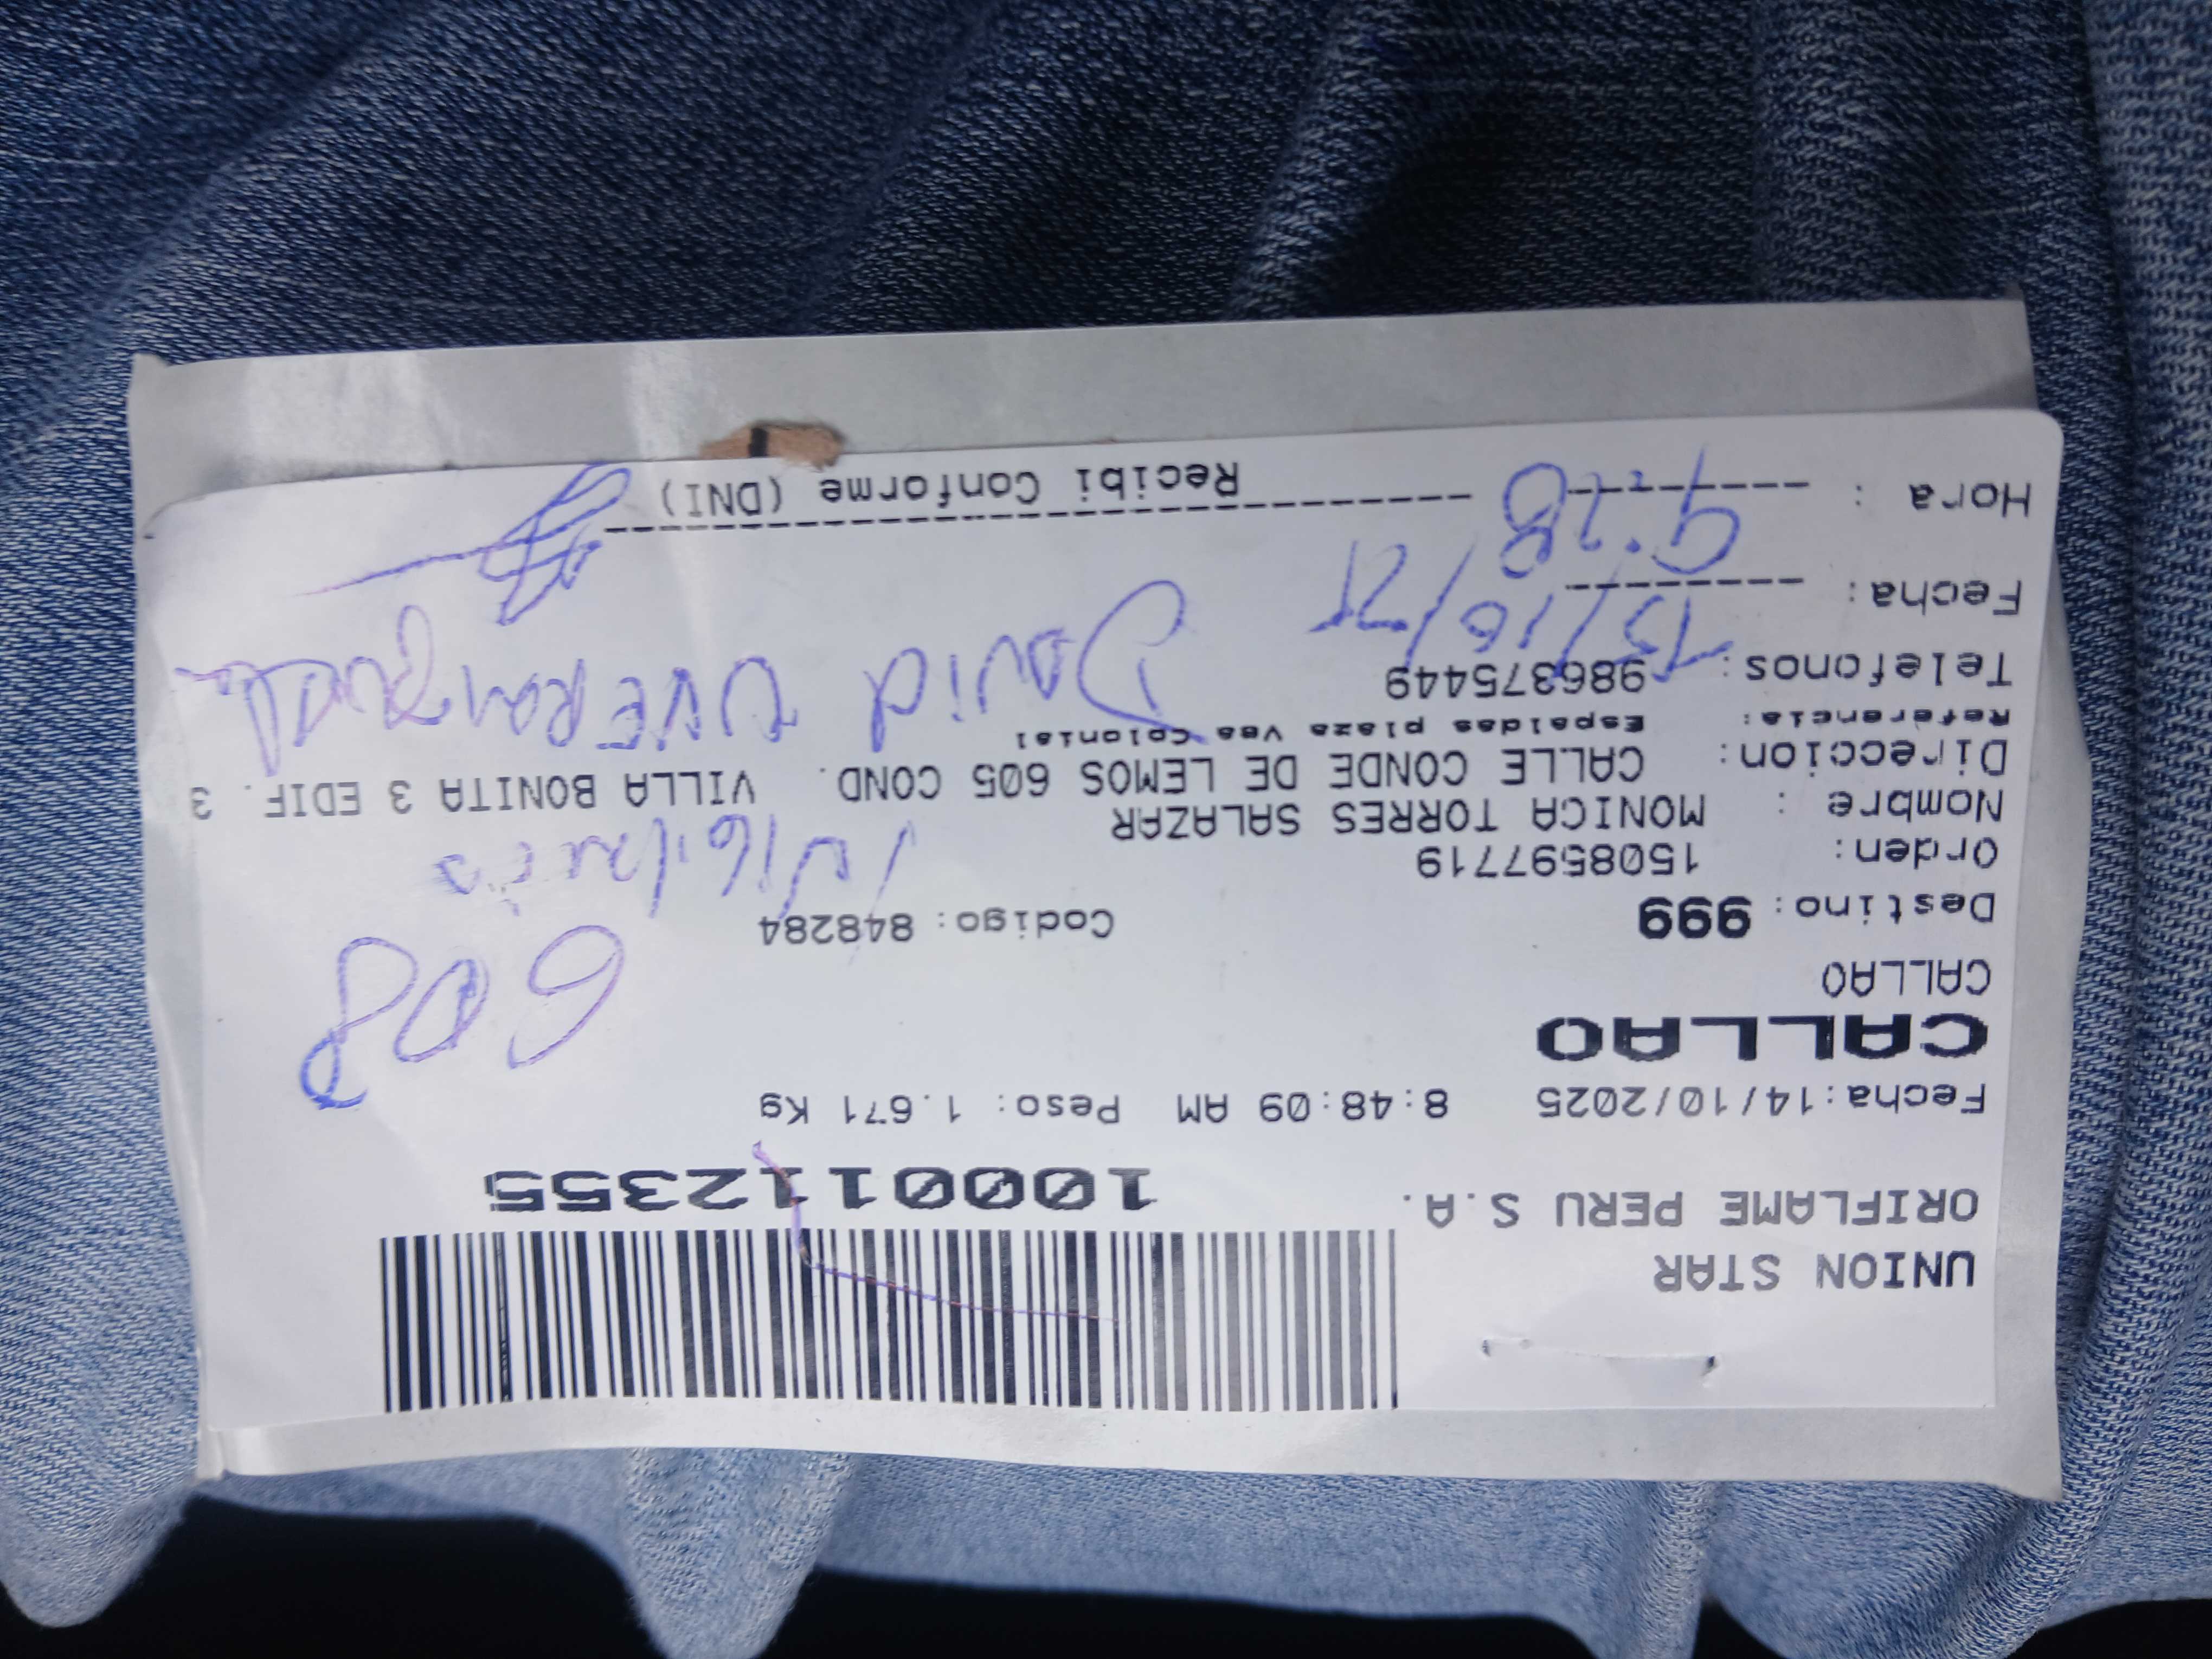 UNION STAR
ORIFLAME PERU S.A.
1000112355
Fecha:14/10/2025 8:48:09 AM Peso: 1.671 Kg
CALLAO
CALLAO
608
Destino: 999 Codigo: 848284
Orden: 1508597719
Nombre : MONICA TORRES SALAZAR
Direccion: CALLE CONDE DE LEMOS 605 COND. VILLA BONITA 3 EDIF. 3
Referencia: Espaldas plaza Vea Colonial
Telefonos: 986375449
David
Fecha:
Hora : 9:28
Recibi Conforme (DNI)